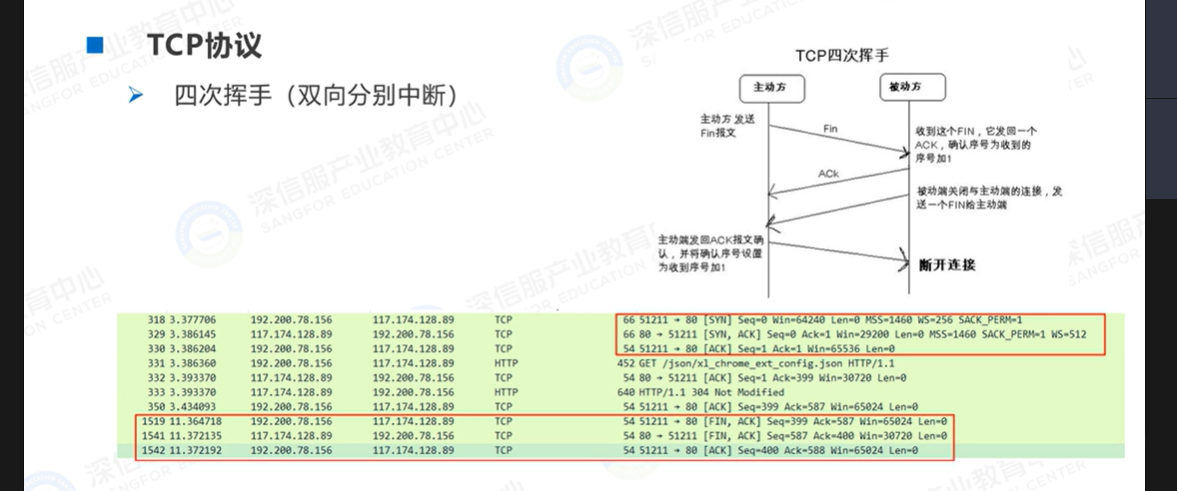 TCP协议
四次挥手（双向分别中断）
TCP四次挥手
主动方
被动方
主动方 发送
Fin报文
Fin
收到这个FIN，它发回一个
ACK，确认序号为收到的
序号加1
ACk
被动端关闭与主动端的连接，发
送一个FIN给主动端
主动端发回ACK报文确
认，并将确认序号设置
为收到序号加1
断开连接
318 3.377706 192.200.78.156 117.174.128.89 TCP 66 51211 → 80 [SYN] Seq=0 Win=64240 Len=0 MSS=1460 WS=256 SACK_PERM=1
329 3.386145 117.174.128.89 192.200.78.156 TCP 66 80 → 51211 [SYN, ACK] Seq=0 Ack=1 Win=29200 Len=0 MSS=1460 SACK_PERM=1 WS=512
330 3.386204 192.200.78.156 117.174.128.89 TCP 54 51211 → 80 [ACK] Seq=1 Ack=1 Win=65536 Len=0
331 3.386360 192.200.78.156 117.174.128.89 HTTP 452 GET /json/xl_chrome_ext_config.json HTTP/1.1
332 3.393370 117.174.128.89 192.200.78.156 TCP 54 80 → 51211 [ACK] Seq=1 Ack=399 Win=30720 Len=0
333 3.393370 117.174.128.89 192.200.78.156 HTTP 640 HTTP/1.1 304 Not Modified
350 3.434093 192.200.78.156 117.174.128.89 TCP 54 51211 → 80 [ACK] Seq=399 Ack=587 Win=65024 Len=0
1519 11.364718 192.200.78.156 117.174.128.89 TCP 54 51211 → 80 [FIN, ACK] Seq=399 Ack=587 Win=65024 Len=0
1541 11.372135 117.174.128.89 192.200.78.156 TCP 54 80 → 51211 [FIN, ACK] Seq=587 Ack=400 Win=30720 Len=0
1542 11.372192 192.200.78.156 117.174.128.89 TCP 54 51211 → 80 [ACK] Seq=400 Ack=588 Win=65024 Len=0
深信服产业教育中心
SANGFOR EDUCATION CENTER